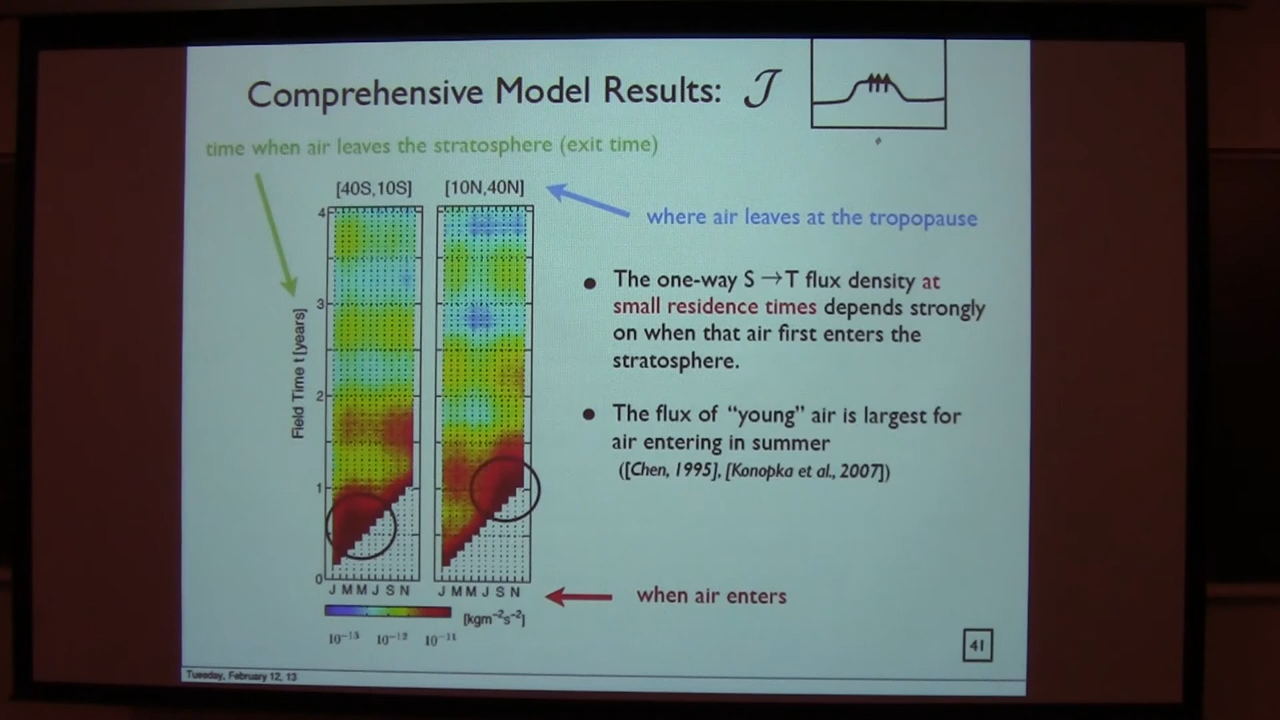 Comprehensive Model Results: 𝒥
time when air leaves the stratosphere (exit time)
[40S,10S] [10N,40N]
where air leaves at the tropopause
4
3
2
1
0
Field Time t [years]
• The one-way S →T flux density at
small residence times depends strongly
on when that air first enters the
stratosphere.
• The flux of “young” air is largest for
air entering in summer
([Chen, 1995], [Konopka et al., 2007])
J M M J S N J M M J S N
when air enters
[kgm⁻²s⁻²]
10⁻¹³ 10⁻¹² 10⁻¹¹
41
Tuesday, February 12, 13